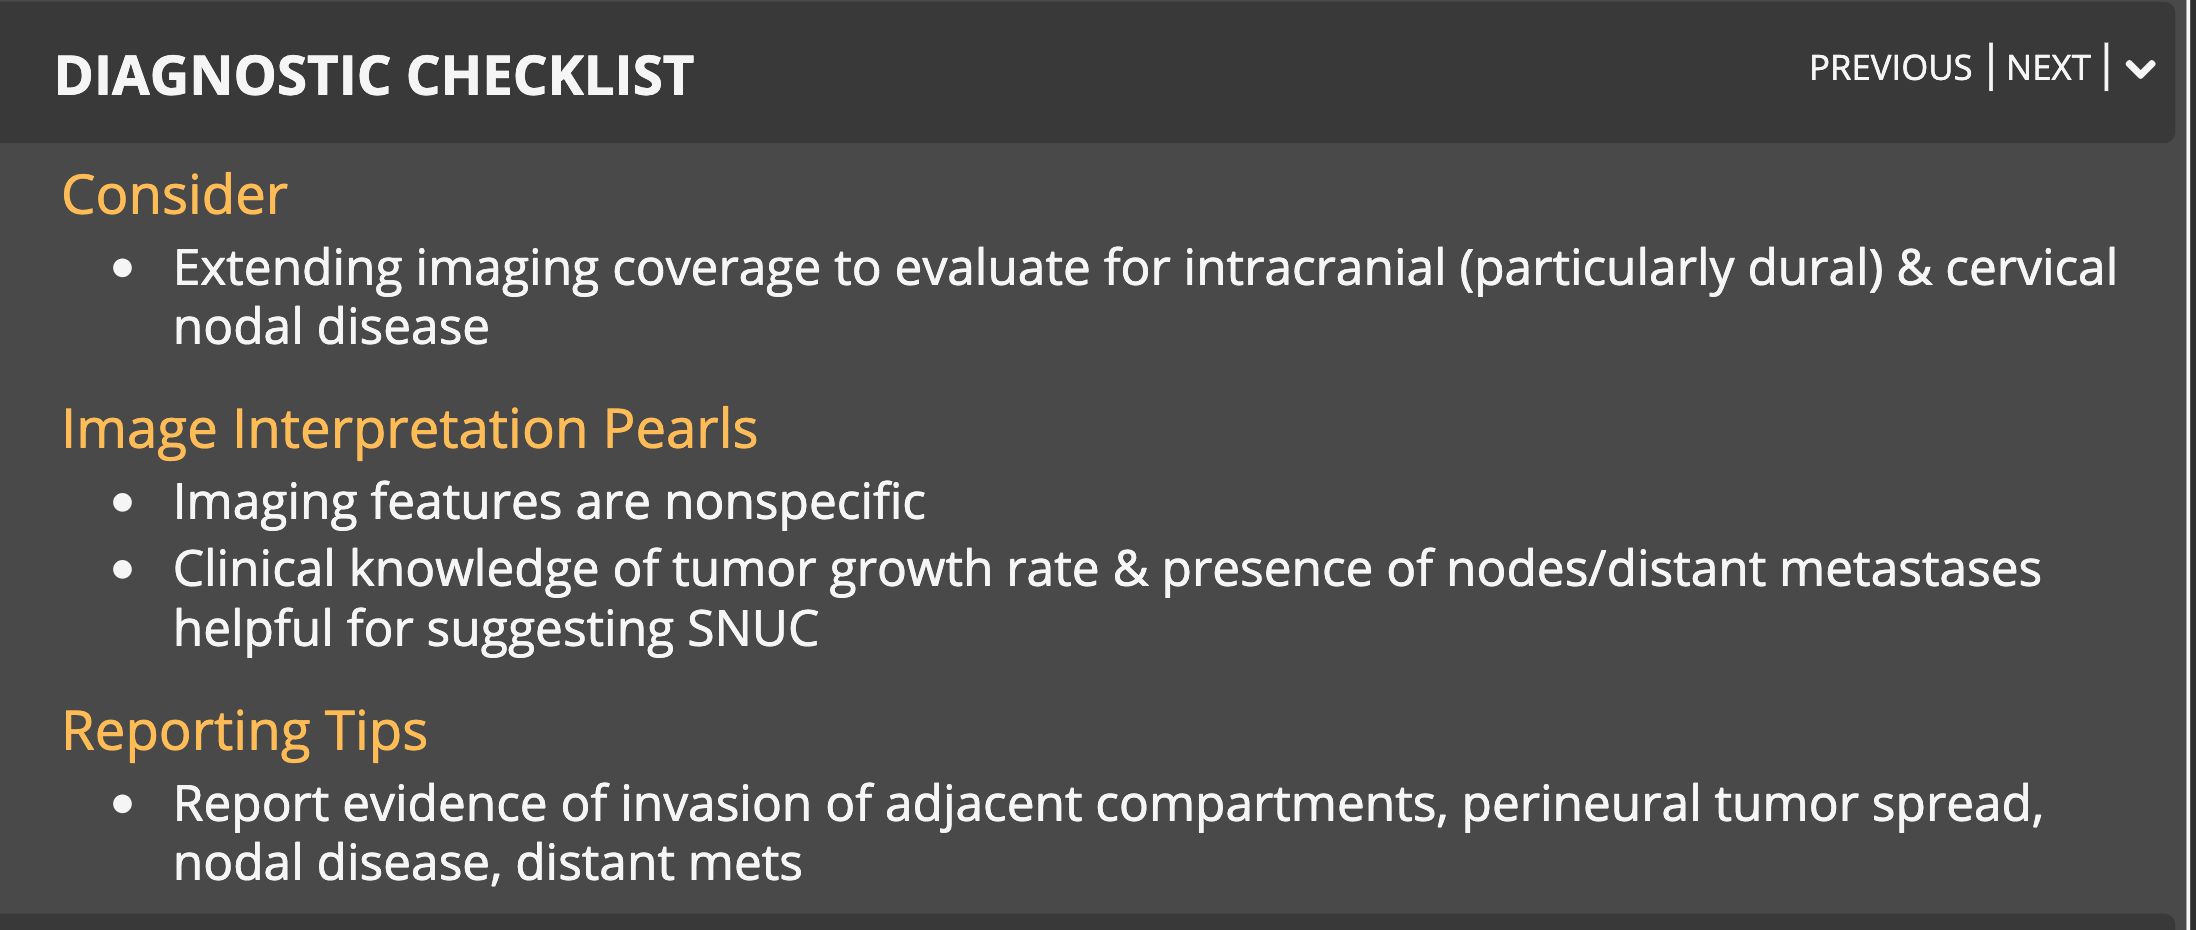 DIAGNOSTIC CHECKLIST
PREVIOUS | NEXT |
Consider
• Extending imaging coverage to evaluate for intracranial (particularly dural) & cervical
nodal disease
Image Interpretation Pearls
• Imaging features are nonspecific
• Clinical knowledge of tumor growth rate & presence of nodes/distant metastases
helpful for suggesting SNUC
Reporting Tips
• Report evidence of invasion of adjacent compartments, perineural tumor spread,
nodal disease, distant mets